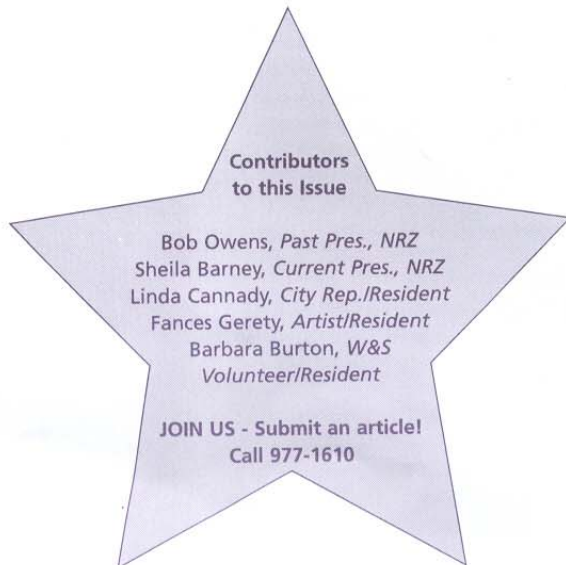 Contributors
to this Issue
Bob Owens, Past Pres., NRZ
Sheila Barney, Current Pres., NRZ
Linda Cannady, City Rep./Resident
Fances Gerety, Artist/Resident
Barbara Burton, W&S
Volunteer/Resident
JOIN US - Submit an article!
Call 977-1610